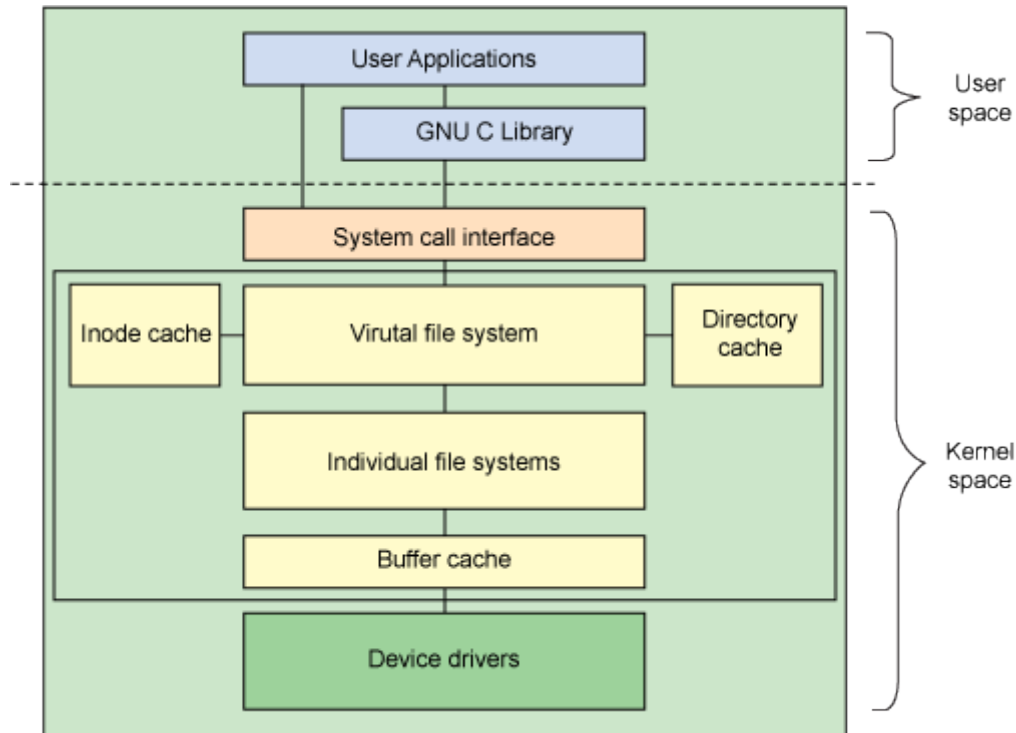 User Applications
User
space
GNU C Library
System call interface
Inode cache
Virutal file system
Directory
cache
Individual file systems
Kernel
space
Buffer cache
Device drivers